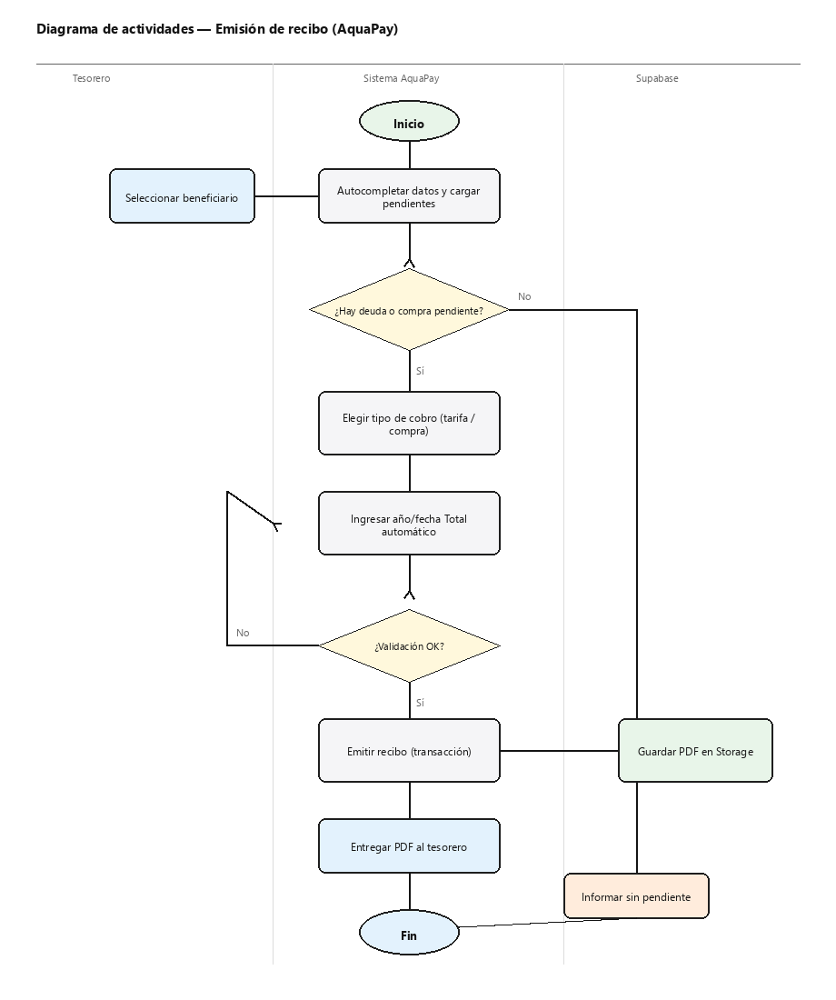 Diagrama de actividades — Emisión de recibo (AquaPay)
Tesorero
Sistema AquaPay
Supabase
Inicio
Seleccionar beneficiario
Autocompletar datos y cargar
pendientes
¿Hay deuda o compra pendiente?
No
Sí
Elegir tipo de cobro (tarifa /
compra)
Ingresar año/fecha Total
automático
No
¿Validación OK?
Sí
Emitir recibo (transacción)
Guardar PDF en Storage
Entregar PDF al tesorero
Informar sin pendiente
Fin